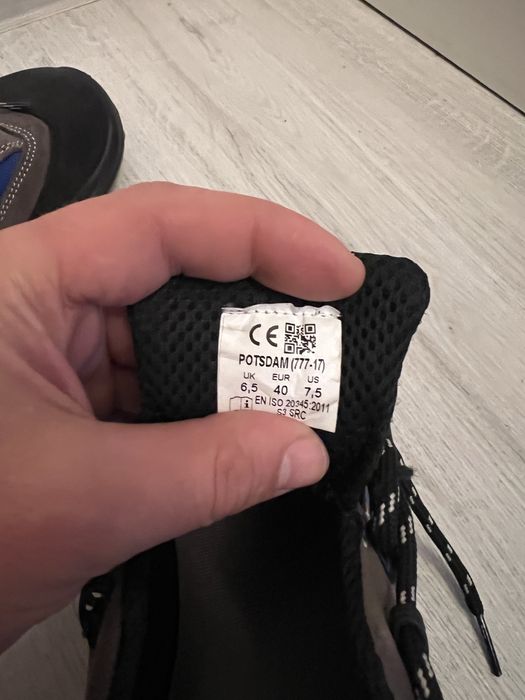 CE
POTSDAM (777-17)
UK EUR US
6,5 40 7,5
i EN ISO 20345:2011
S3 SRC